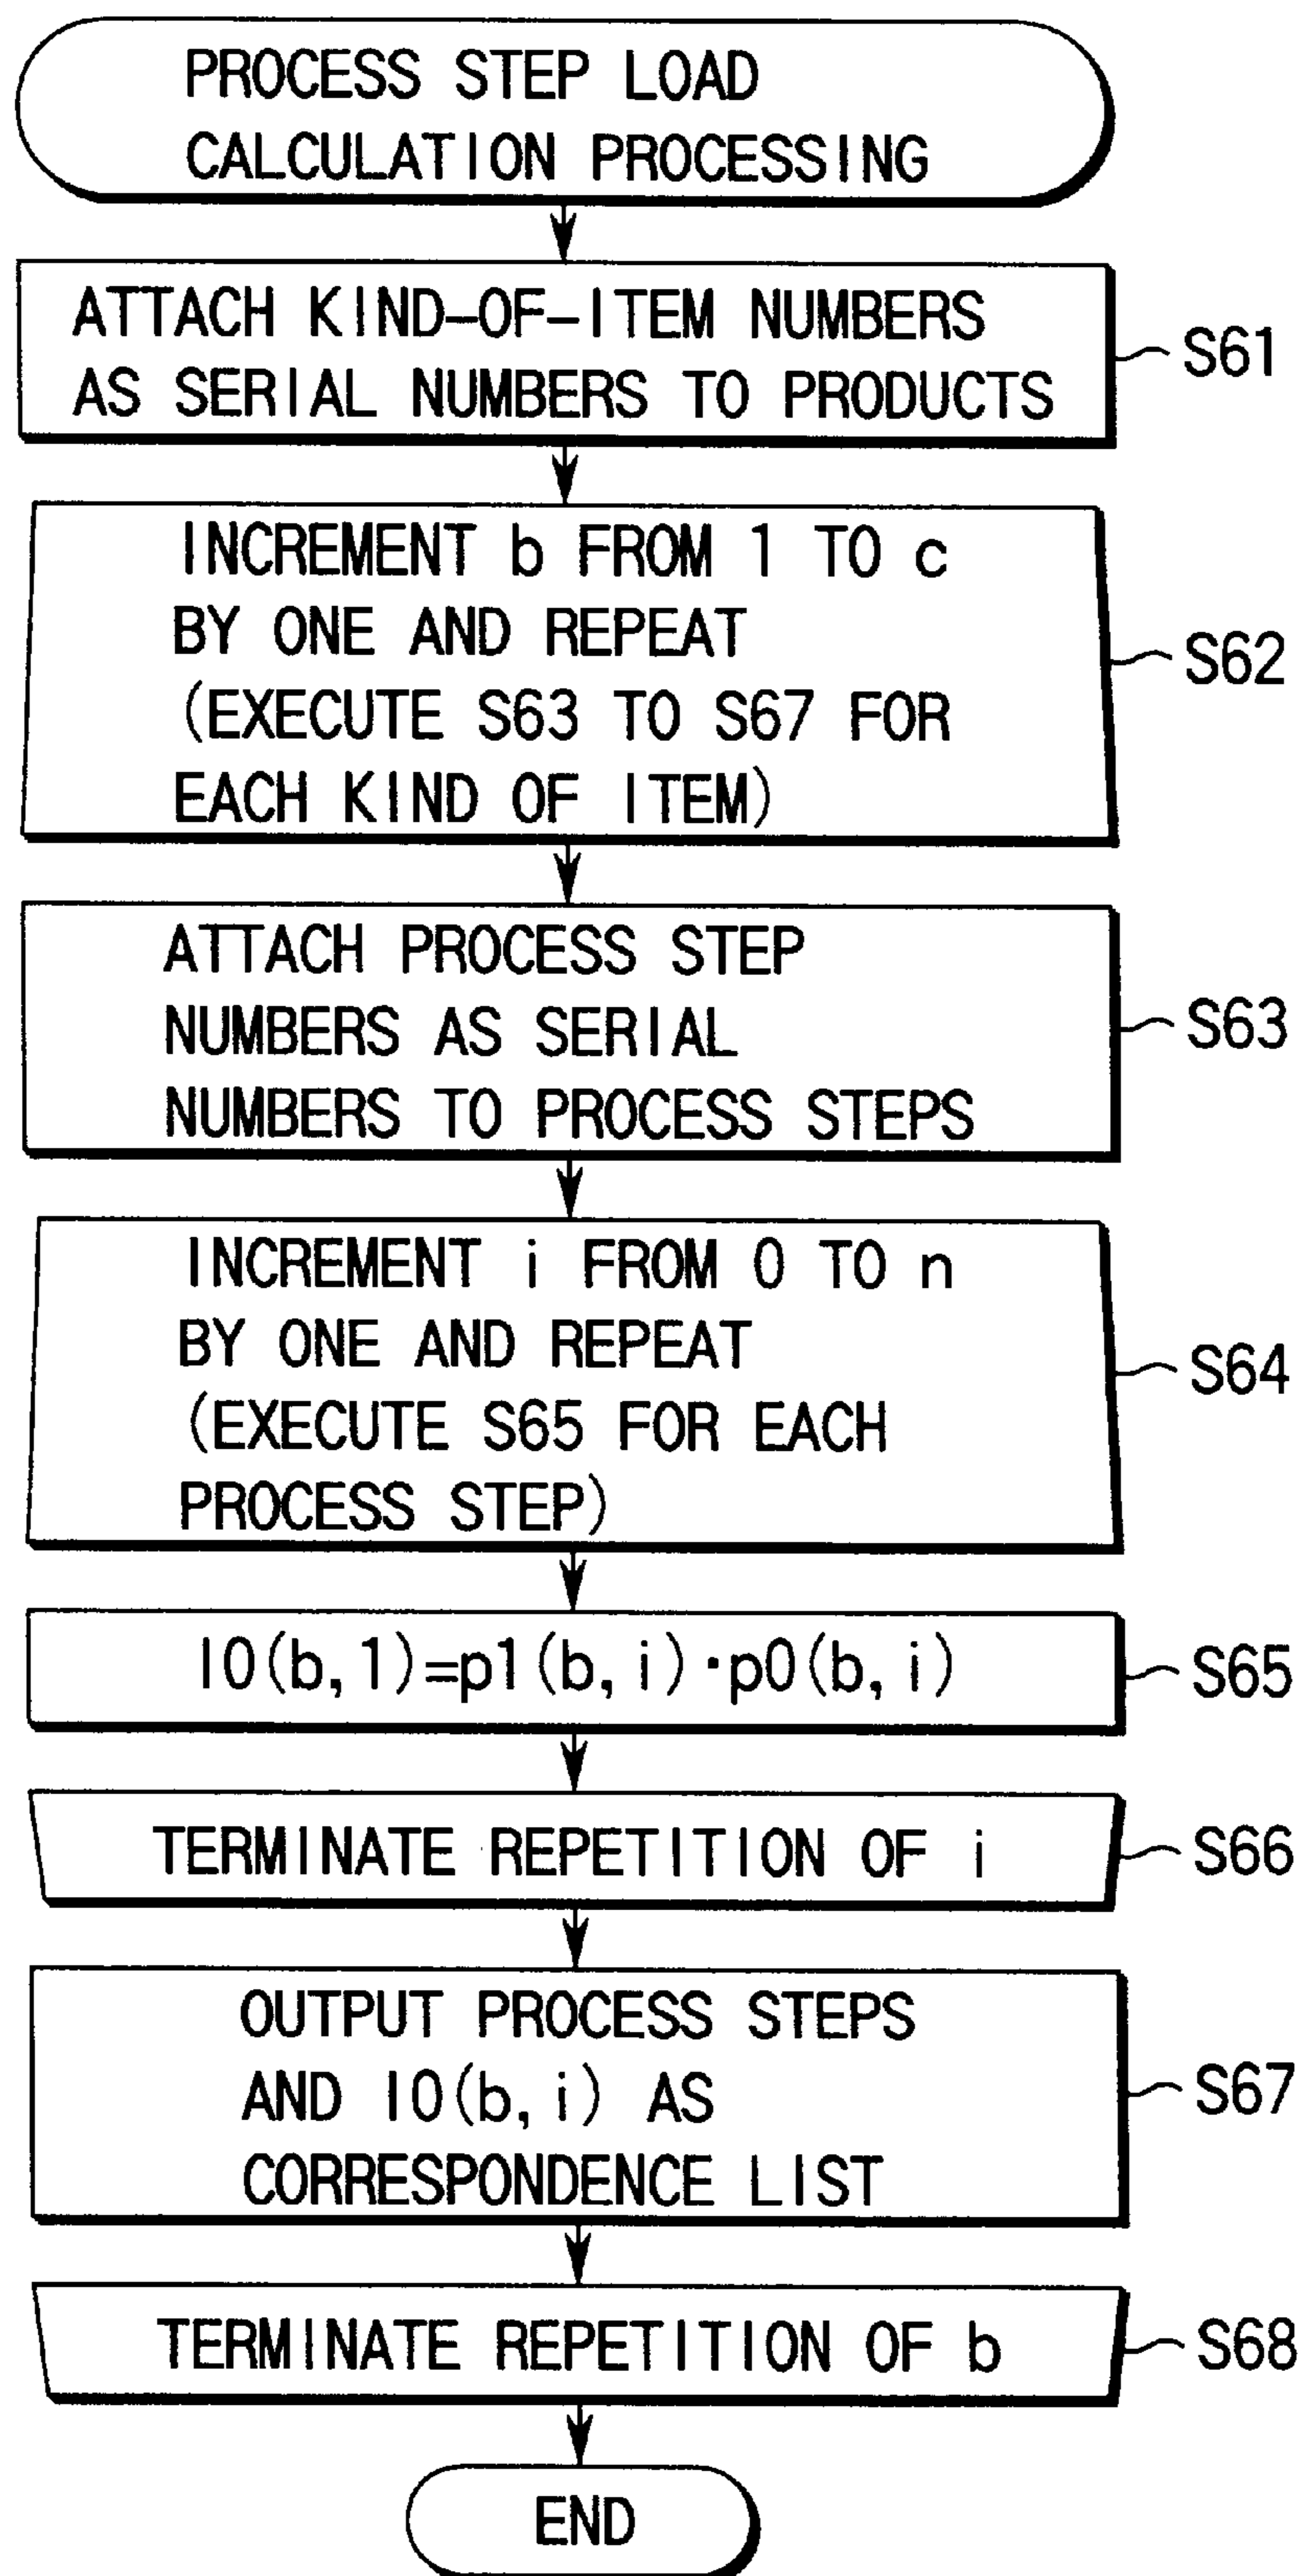 PROCESS STEP LOAD
CALCULATION PROCESSING
ATTACH KIND-OF-ITEM NUMBERS
AS SERIAL NUMBERS TO PRODUCTS
S61
INCREMENT b FROM 1 TO c
BY ONE AND REPEAT
(EXECUTE S63 TO S67 FOR
EACH KIND OF ITEM)
S62
ATTACH PROCESS STEP
NUMBERS AS SERIAL
NUMBERS TO PROCESS STEPS
S63
INCREMENT i FROM 0 TO n
BY ONE AND REPEAT
(EXECUTE S65 FOR EACH
PROCESS STEP)
S64
l0(b,1)=p1(b,i)·p0(b,i)
S65
TERMINATE REPETITION OF i
S66
OUTPUT PROCESS STEPS
AND l0(b,i) AS
CORRESPONDENCE LIST
S67
TERMINATE REPETITION OF b
S68
END